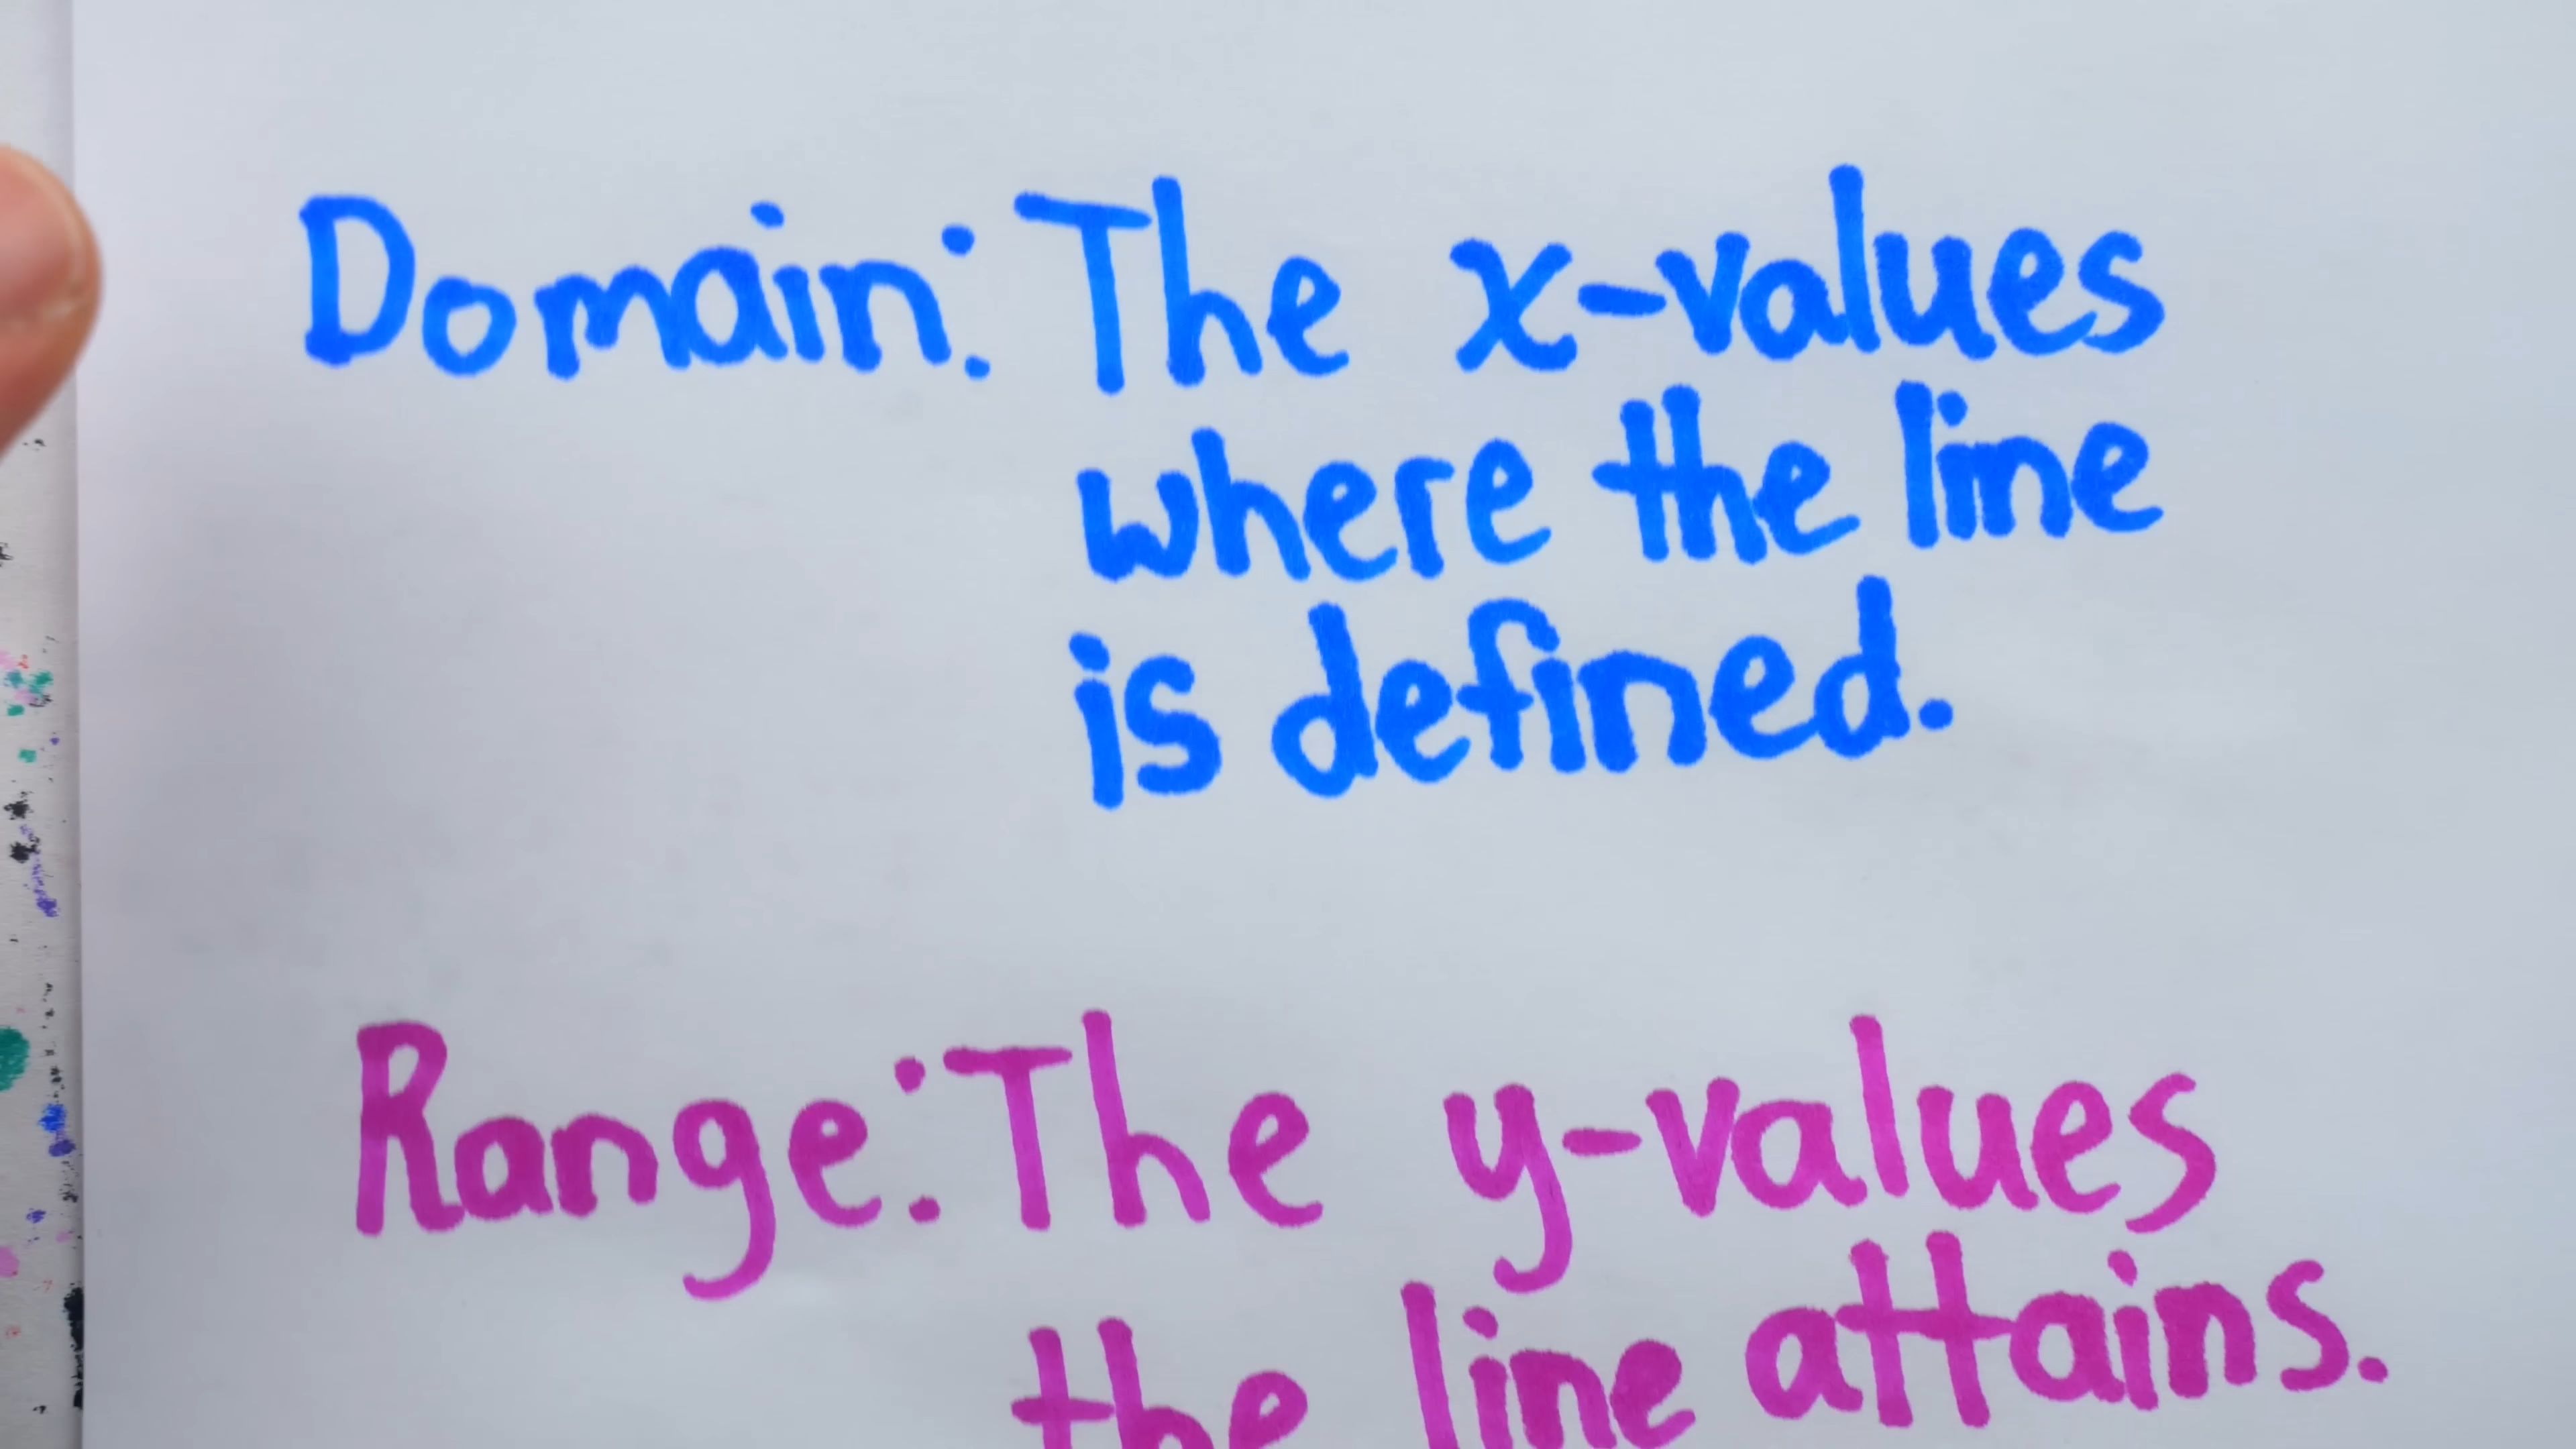 Domain: The x-values
where the line
is defined.
Range: The y-values
the line attains.